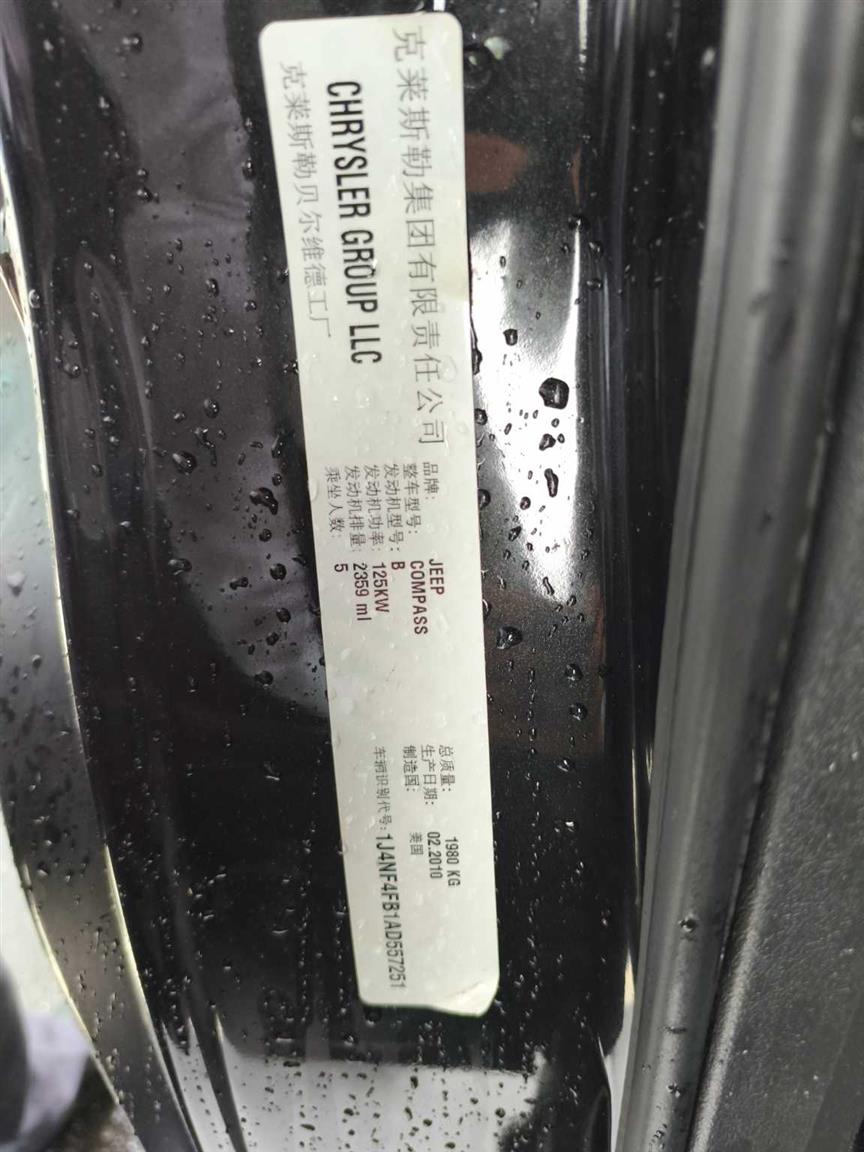 克莱斯勒集团有限责任公司
CHRYSLER GROUP LLC
克莱斯勒贝尔维德工厂
品牌: JEEP
整车型号: COMPASS
发动机型号: B
发动机功率: 125KW
发动机排量: 2359 ml
乘坐人数: 5
总质量: 1980 KG
生产日期: 02.2010
制造国: 美国
车辆识别代号: 1J4NF4FB1AD557251